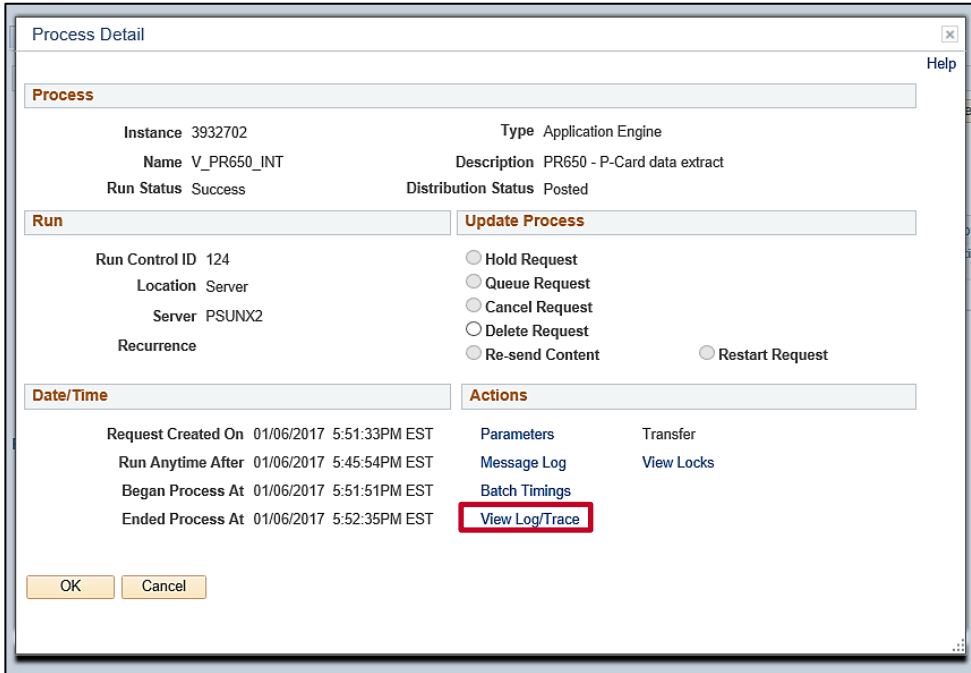 Process Detail
x
Help
Process
Instance 3932702 Type Application Engine
Name V_PR650_INT Description PR650 - P-Card data extract
Run Status Success Distribution Status Posted
Run Update Process
Run Control ID 124 Hold Request
Location Server Queue Request
Server PSUNX2 Cancel Request
Recurrence Delete Request
Re-send Content Restart Request
Date/Time Actions
Request Created On 01/06/2017 5:51:33PM EST Parameters Transfer
Run Anytime After 01/06/2017 5:45:54PM EST Message Log View Locks
Began Process At 01/06/2017 5:51:51PM EST Batch Timings
Ended Process At 01/06/2017 5:52:35PM EST View Log/Trace
OK Cancel